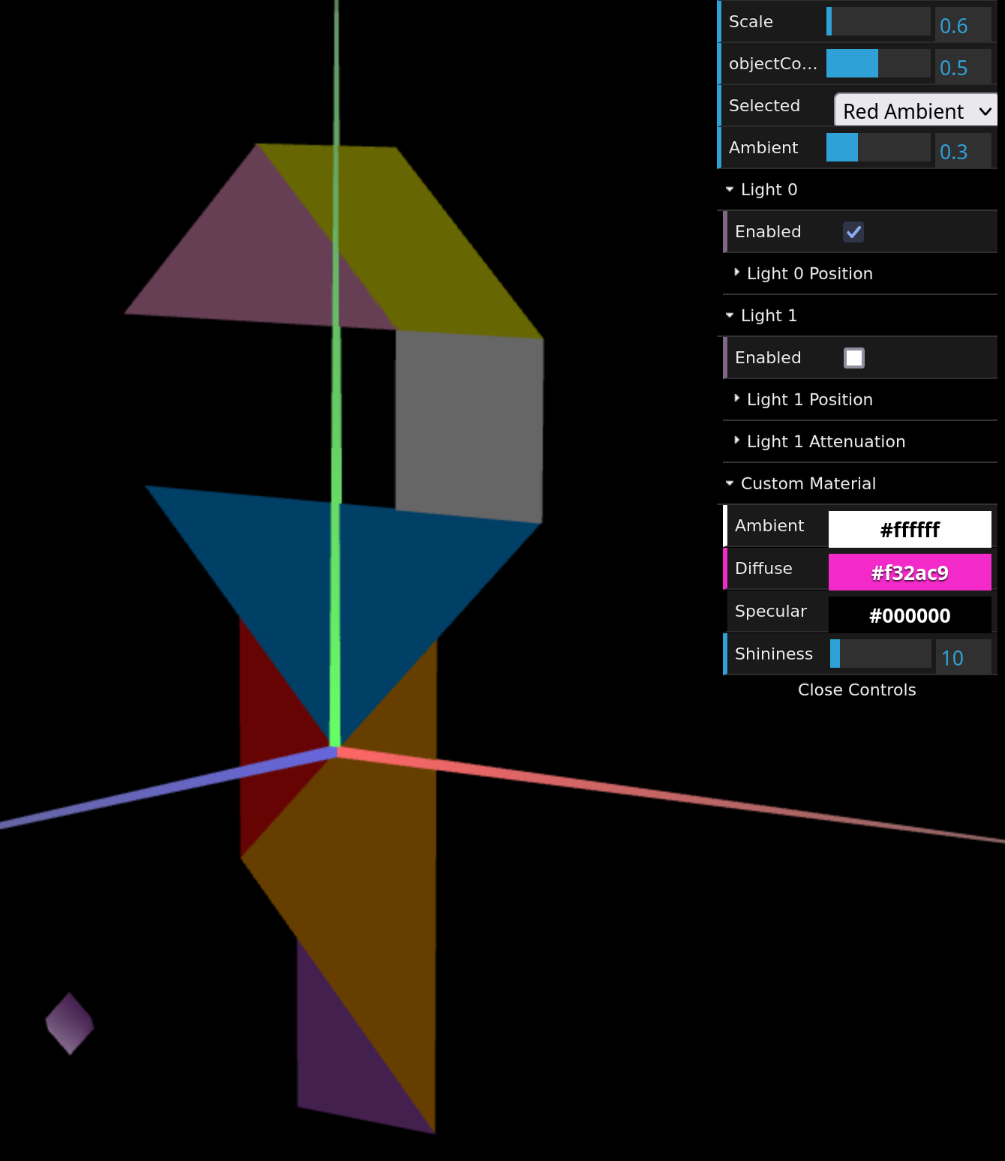 Scale 0.6
objectCo... 0.5
Selected Red Ambient
Ambient 0.3
Light 0
Enabled
Light 0 Position
Light 1
Enabled
Light 1 Position
Light 1 Attenuation
Custom Material
Ambient #ffffff
Diffuse #f32ac9
Specular #000000
Shininess 10
Close Controls